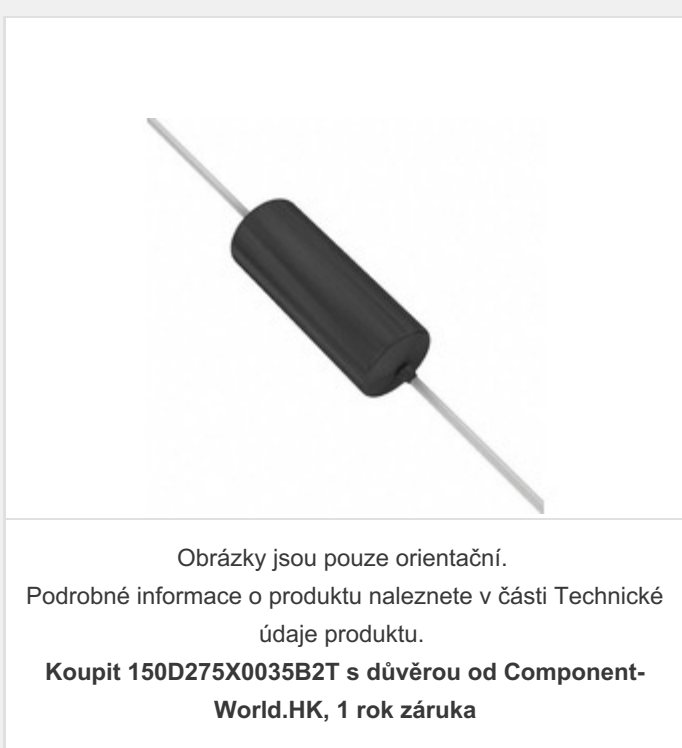 Obrázky jsou pouze orientační.
Podrobné informace o produktu naleznete v části Technické
údaje produktu.
Koupit 150D275X0035B2T s důvěrou od Component-
World.HK, 1 rok záruka